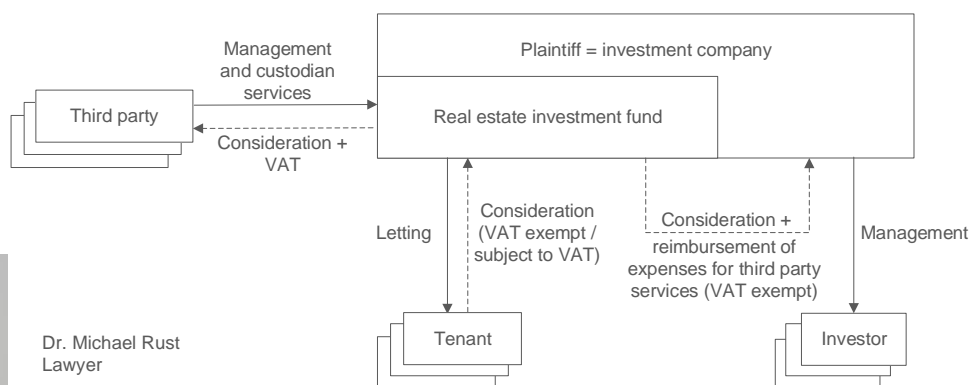 Plaintiff = investment company
Management
and custodian
services
Third party
Real estate investment fund
Consideration +
VAT
Letting
Consideration
(VAT exempt /
subject to VAT)
Consideration +
reimbursement of
expenses for third party
services (VAT exempt)
Management
Tenant
Investor
Dr. Michael Rust
Lawyer